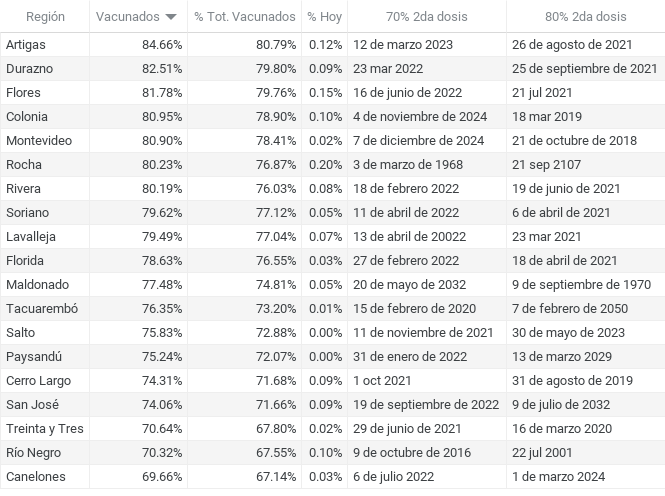 Región Vacunados % Tot. Vacunados % Hoy 70% 2da dosis 80% 2da dosis
Artigas 84.66% 80.79% 0.12% 12 de marzo 2023 26 de agosto de 2021
Durazno 82.51% 79.80% 0.09% 23 mar 2022 25 de septiembre de 2021
Flores 81.78% 79.76% 0.15% 16 de junio de 2022 21 jul 2021
Colonia 80.95% 78.90% 0.10% 4 de noviembre de 2024 18 mar 2019
Montevideo 80.90% 78.41% 0.02% 7 de diciembre de 2024 21 de octubre de 2018
Rocha 80.23% 76.87% 0.20% 3 de marzo de 1968 21 sep 2107
Rivera 80.19% 76.03% 0.08% 18 de febrero 2022 19 de junio de 2021
Soriano 79.62% 77.12% 0.05% 11 de abril de 2022 6 de abril de 2021
Lavalleja 79.49% 77.04% 0.07% 13 de abril de 20022 23 mar 2021
Florida 78.63% 76.55% 0.03% 27 de febrero 2022 18 de abril de 2021
Maldonado 77.48% 74.81% 0.05% 20 de mayo de 2032 9 de septiembre de 1970
Tacuarembó 76.35% 73.20% 0.01% 15 de febrero de 2020 7 de febrero de 2050
Salto 75.83% 72.88% 0.00% 11 de noviembre de 2021 30 de mayo de 2023
Paysandú 75.24% 72.07% 0.00% 31 de enero de 2022 13 de marzo 2029
Cerro Largo 74.31% 71.68% 0.09% 1 oct 2021 31 de agosto de 2019
San José 74.06% 71.66% 0.09% 19 de septiembre de 2022 9 de julio de 2032
Treinta y Tres 70.64% 67.80% 0.02% 29 de junio de 2021 16 de marzo 2020
Río Negro 70.32% 67.55% 0.10% 9 de octubre de 2016 22 jul 2001
Canelones 69.66% 67.14% 0.03% 6 de julio 2022 1 de marzo 2024